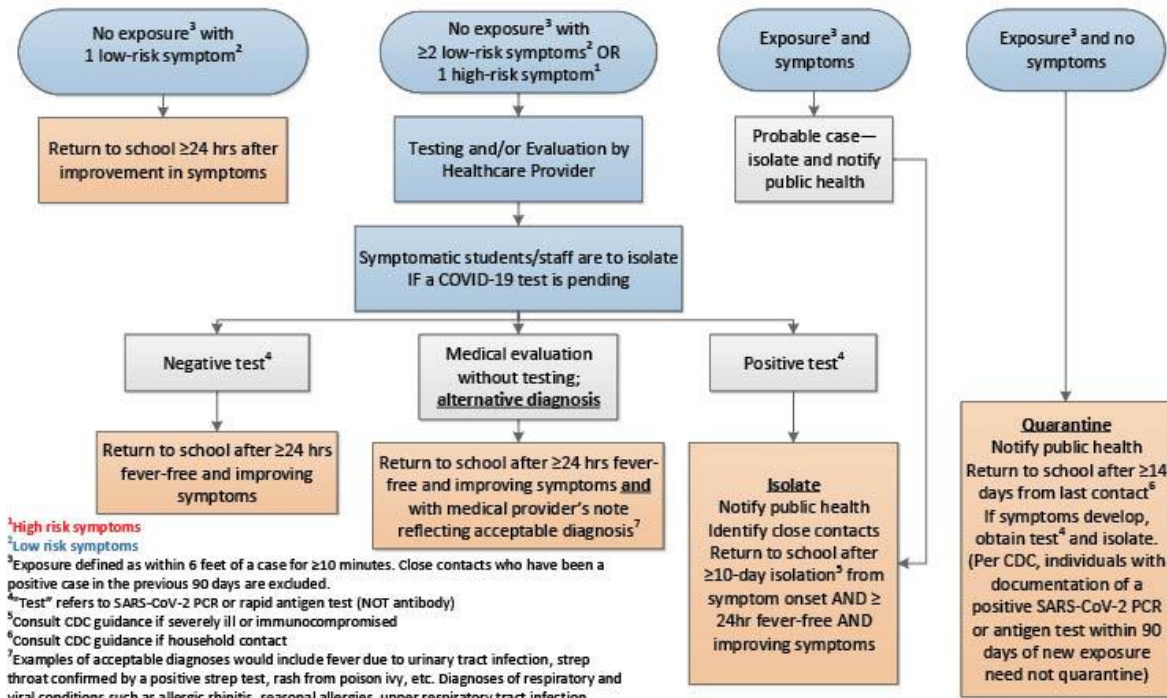 No exposure³ with
1 low-risk symptom²
No exposure³ with
≥2 low-risk symptoms² OR
1 high-risk symptom¹
Exposure³ and
symptoms
Exposure³ and no
symptoms
Return to school ≥24 hrs after
improvement in symptoms
Testing and/or Evaluation by
Healthcare Provider
Probable case—
isolate and notify
public health
Symptomatic students/staff are to isolate
IF a COVID-19 test is pending
Negative test⁴
Medical evaluation
without testing;
alternative diagnosis
Positive test⁴
Return to school after ≥24 hrs
fever-free and improving
symptoms
Return to school after ≥24 hrs fever-
free and improving symptoms and
with medical provider's note
reflecting acceptable diagnosis⁷
Isolate
Notify public health
Identify close contacts
Return to school after
≥10-day isolation⁵ from
symptom onset AND ≥
24hr fever-free AND
improving symptoms
Quarantine
Notify public health
Return to school after ≥14
days from last contact⁶
If symptoms develop,
obtain test⁴ and isolate.
(Per CDC, individuals with
documentation of a
positive SARS-CoV-2 PCR
or antigen test within 90
days of new exposure
need not quarantine)
¹High risk symptoms
²Low risk symptoms
³Exposure defined as within 6 feet of a case for ≥10 minutes. Close contacts who have been a
positive case in the previous 90 days are excluded.
⁴"Test" refers to SARS-CoV-2 PCR or rapid antigen test (NOT antibody)
⁵Consult CDC guidance if severely ill or immunocompromised
⁶Consult CDC guidance if household contact
⁷Examples of acceptable diagnoses would include fever due to urinary tract infection, strep
throat confirmed by a positive strep test, rash from poison ivy, etc. Diagnoses of respiratory and
viral conditions such as allergic rhinitis, seasonal allergies, upper respiratory tract infection